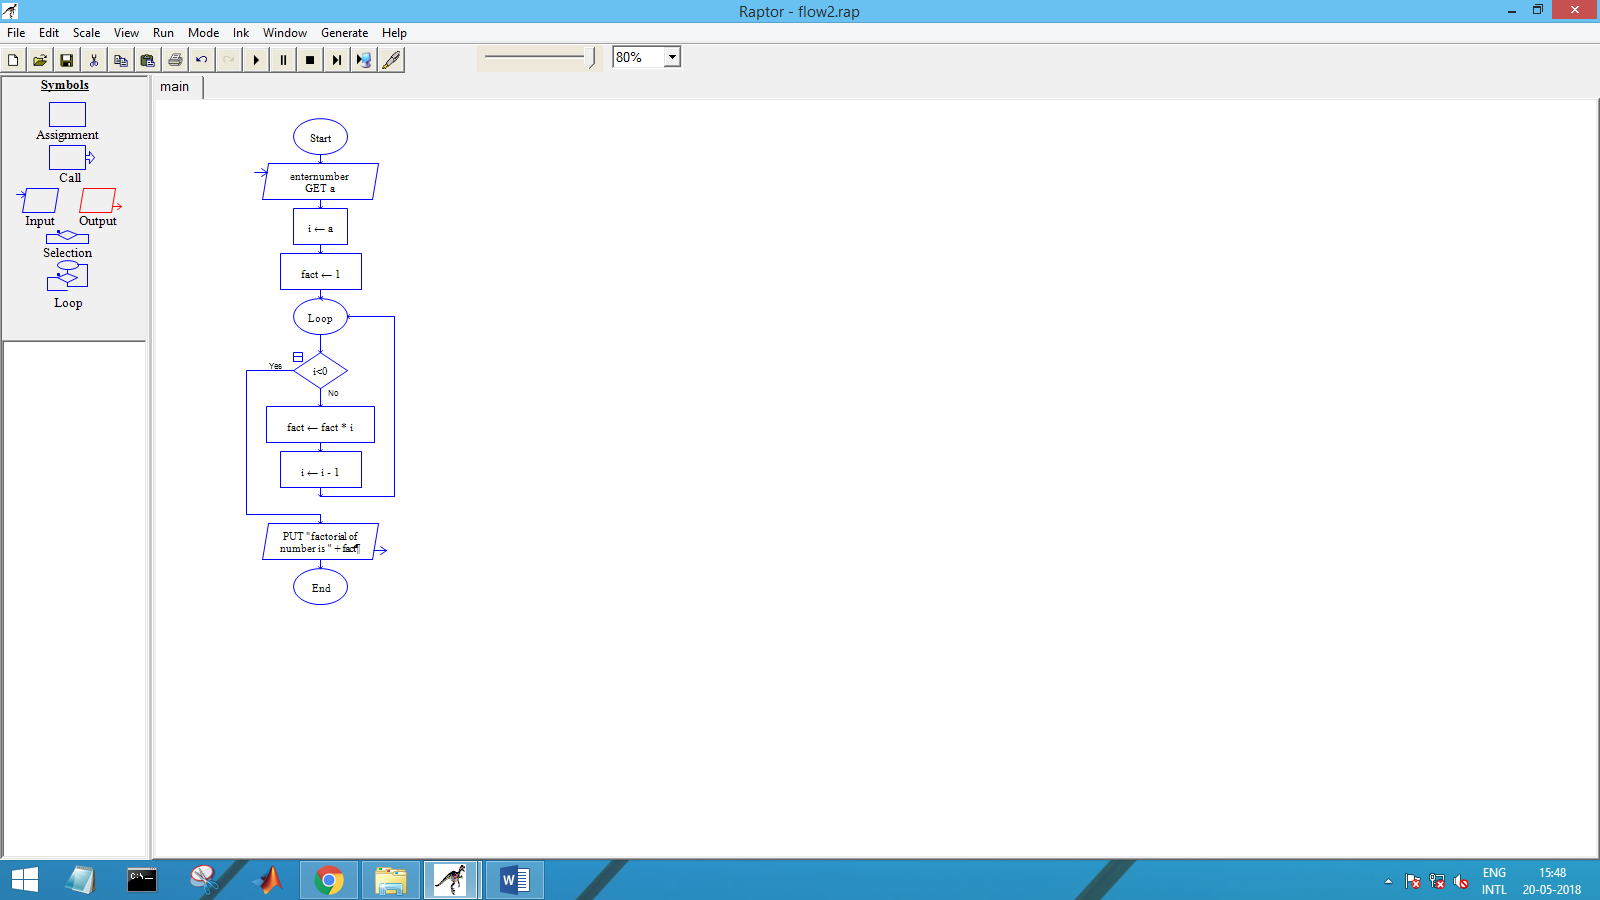 Raptor - flow2.rap
File Edit Scale View Run Mode Ink Window Generate Help
80%
Symbols
Assignment
Call
Input Output
Selection
Loop
main
Start
enternumber
GET a
i ← a
fact ← 1
Loop
Yes
i<0
No
fact ← fact * i
i ← i - 1
PUT "factorial of
number is " + fact¶
End
C:\_
ENG
INTL
15:48
20-05-2018